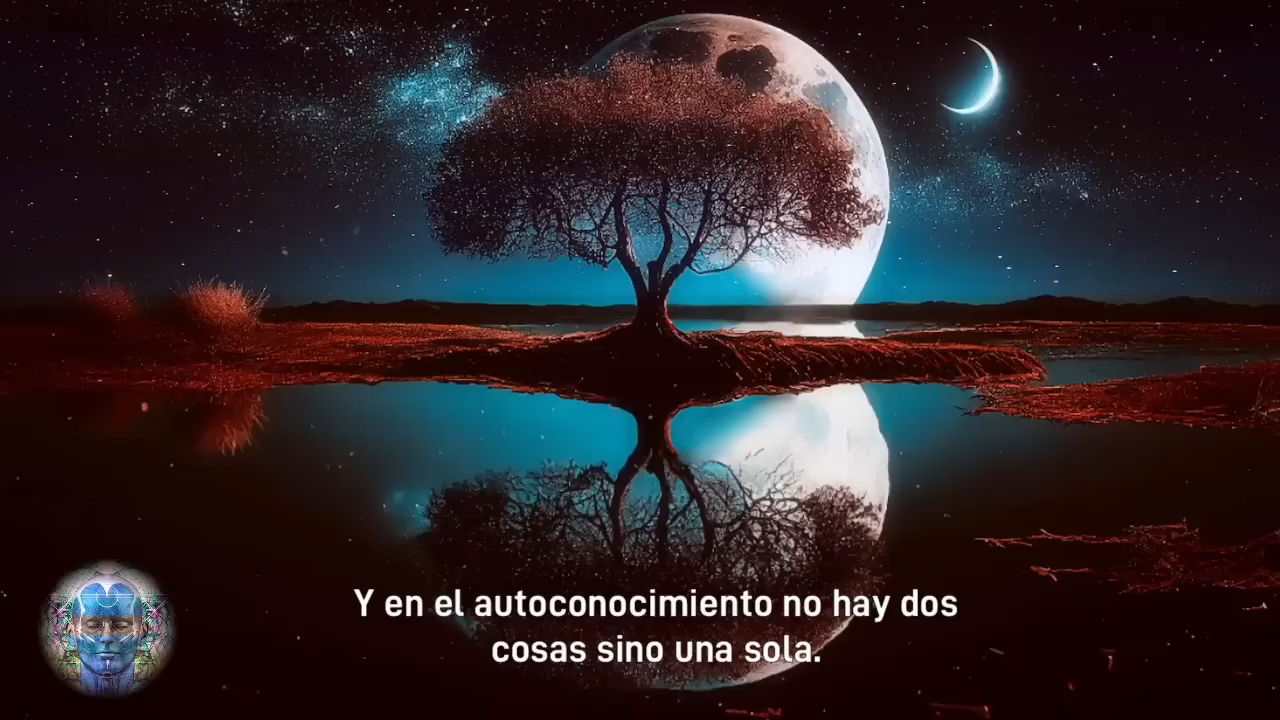 Y en el autoconocimiento no hay dos
cosas sino una sola.